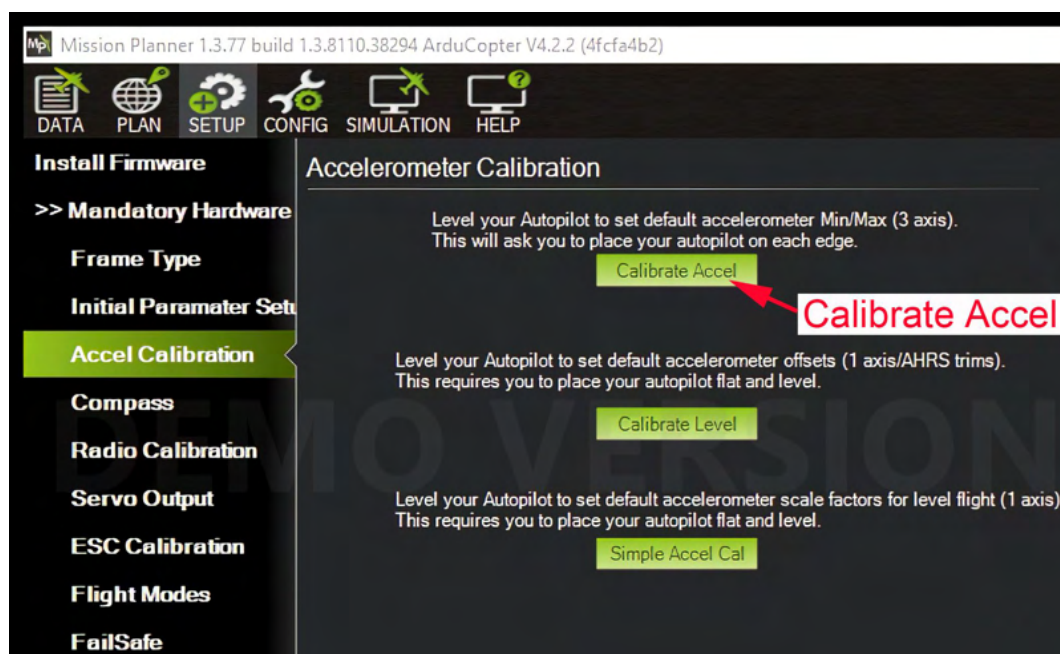 Mp Mission Planner 1.3.77 build 1.3.8110.38294 ArduCopter V4.2.2 (4fcfa4b2)
DATA PLAN SETUP CONFIG SIMULATION HELP
Install Firmware
>> Mandatory Hardware
Frame Type
Initial Paramater Setu
Accel Calibration
Compass
Radio Calibration
Servo Output
ESC Calibration
Flight Modes
FailSafe
Accelerometer Calibration
Level your Autopilot to set default accelerometer Min/Max (3 axis).
This will ask you to place your autopilot on each edge.
Calibrate Accel
Calibrate Accel
Level your Autopilot to set default accelerometer offsets (1 axis/AHRS trims).
This requires you to place your autopilot flat and level.
Calibrate Level
Level your Autopilot to set default accelerometer scale factors for level flight (1 axis)
This requires you to place your autopilot flat and level.
Simple Accel Cal
DEMO VERSION